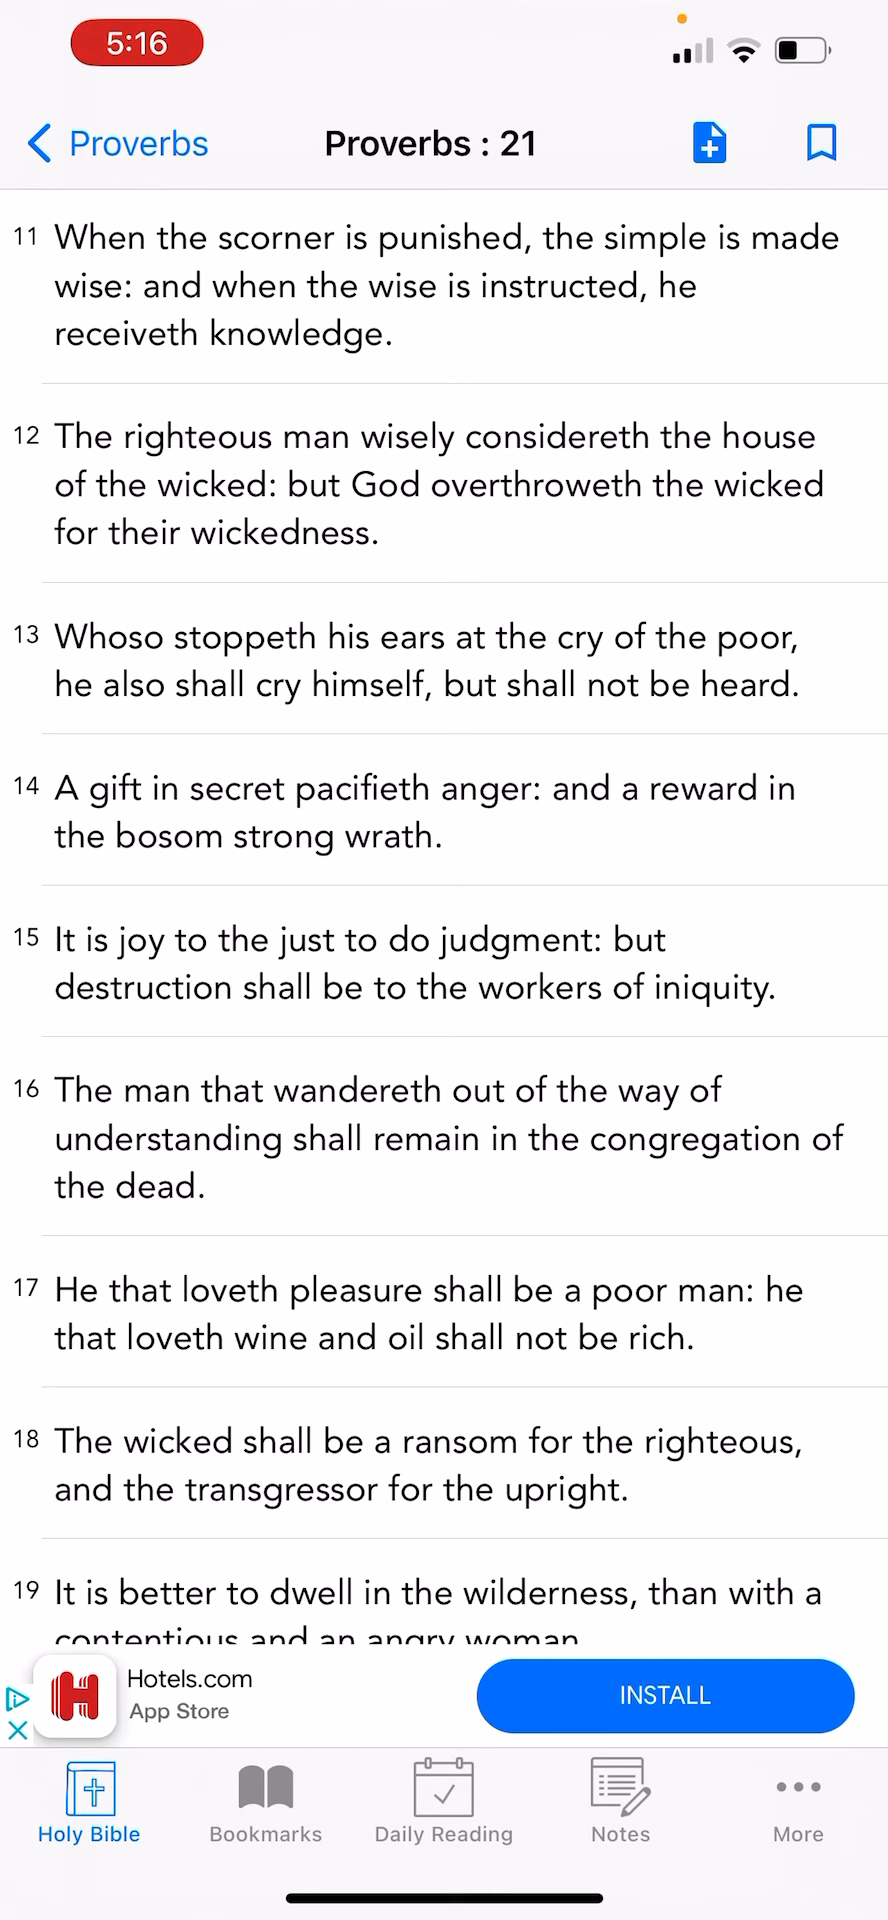 5:16
Proverbs
Proverbs : 21
11 When the scorner is punished, the simple is made
wise: and when the wise is instructed, he
receiveth knowledge.
12 The righteous man wisely considereth the house
of the wicked: but God overthroweth the wicked
for their wickedness.
13 Whoso stoppeth his ears at the cry of the poor,
he also shall cry himself, but shall not be heard.
14 A gift in secret pacifieth anger: and a reward in
the bosom strong wrath.
15 It is joy to the just to do judgment: but
destruction shall be to the workers of iniquity.
16 The man that wandereth out of the way of
understanding shall remain in the congregation of
the dead.
17 He that loveth pleasure shall be a poor man: he
that loveth wine and oil shall not be rich.
18 The wicked shall be a ransom for the righteous,
and the transgressor for the upright.
19 It is better to dwell in the wilderness, than with a
contentious and an angry woman
Hotels.com
App Store
INSTALL
Holy Bible
Bookmarks
Daily Reading
Notes
More